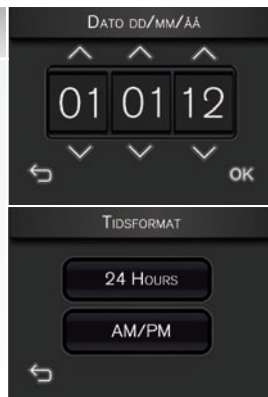 DATO DD/MM/ÅÅ
01 01 12
OK
TIDSFORMAT
24 HOURS
AM/PM